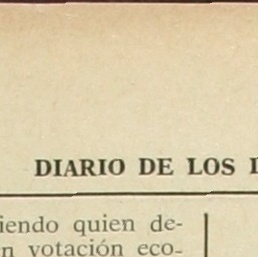 DIARIO DE LOS
iendo quien de-
n votación eco-